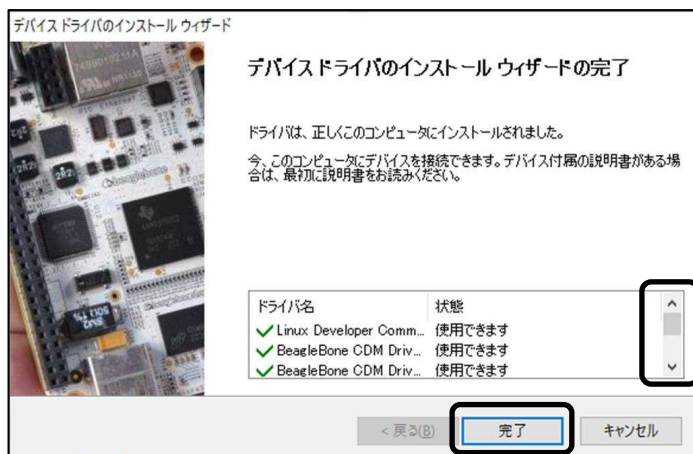 デバイス ドライバのインストール ウィザード
デバイス ドライバのインストール ウィザードの完了
ドライバは、正しくこのコンピュータにインストールされました。
今、このコンピュータにデバイスを接続できます。デバイス付属の説明書がある場
合は、最初に説明書をお読みください。
ドライバ名 状態
Linux Developer Comm... 使用できます
BeagleBone CDM Driv... 使用できます
BeagleBone CDM Driv... 使用できます
< 戻る(B) 完了 キャンセル
beaglebone